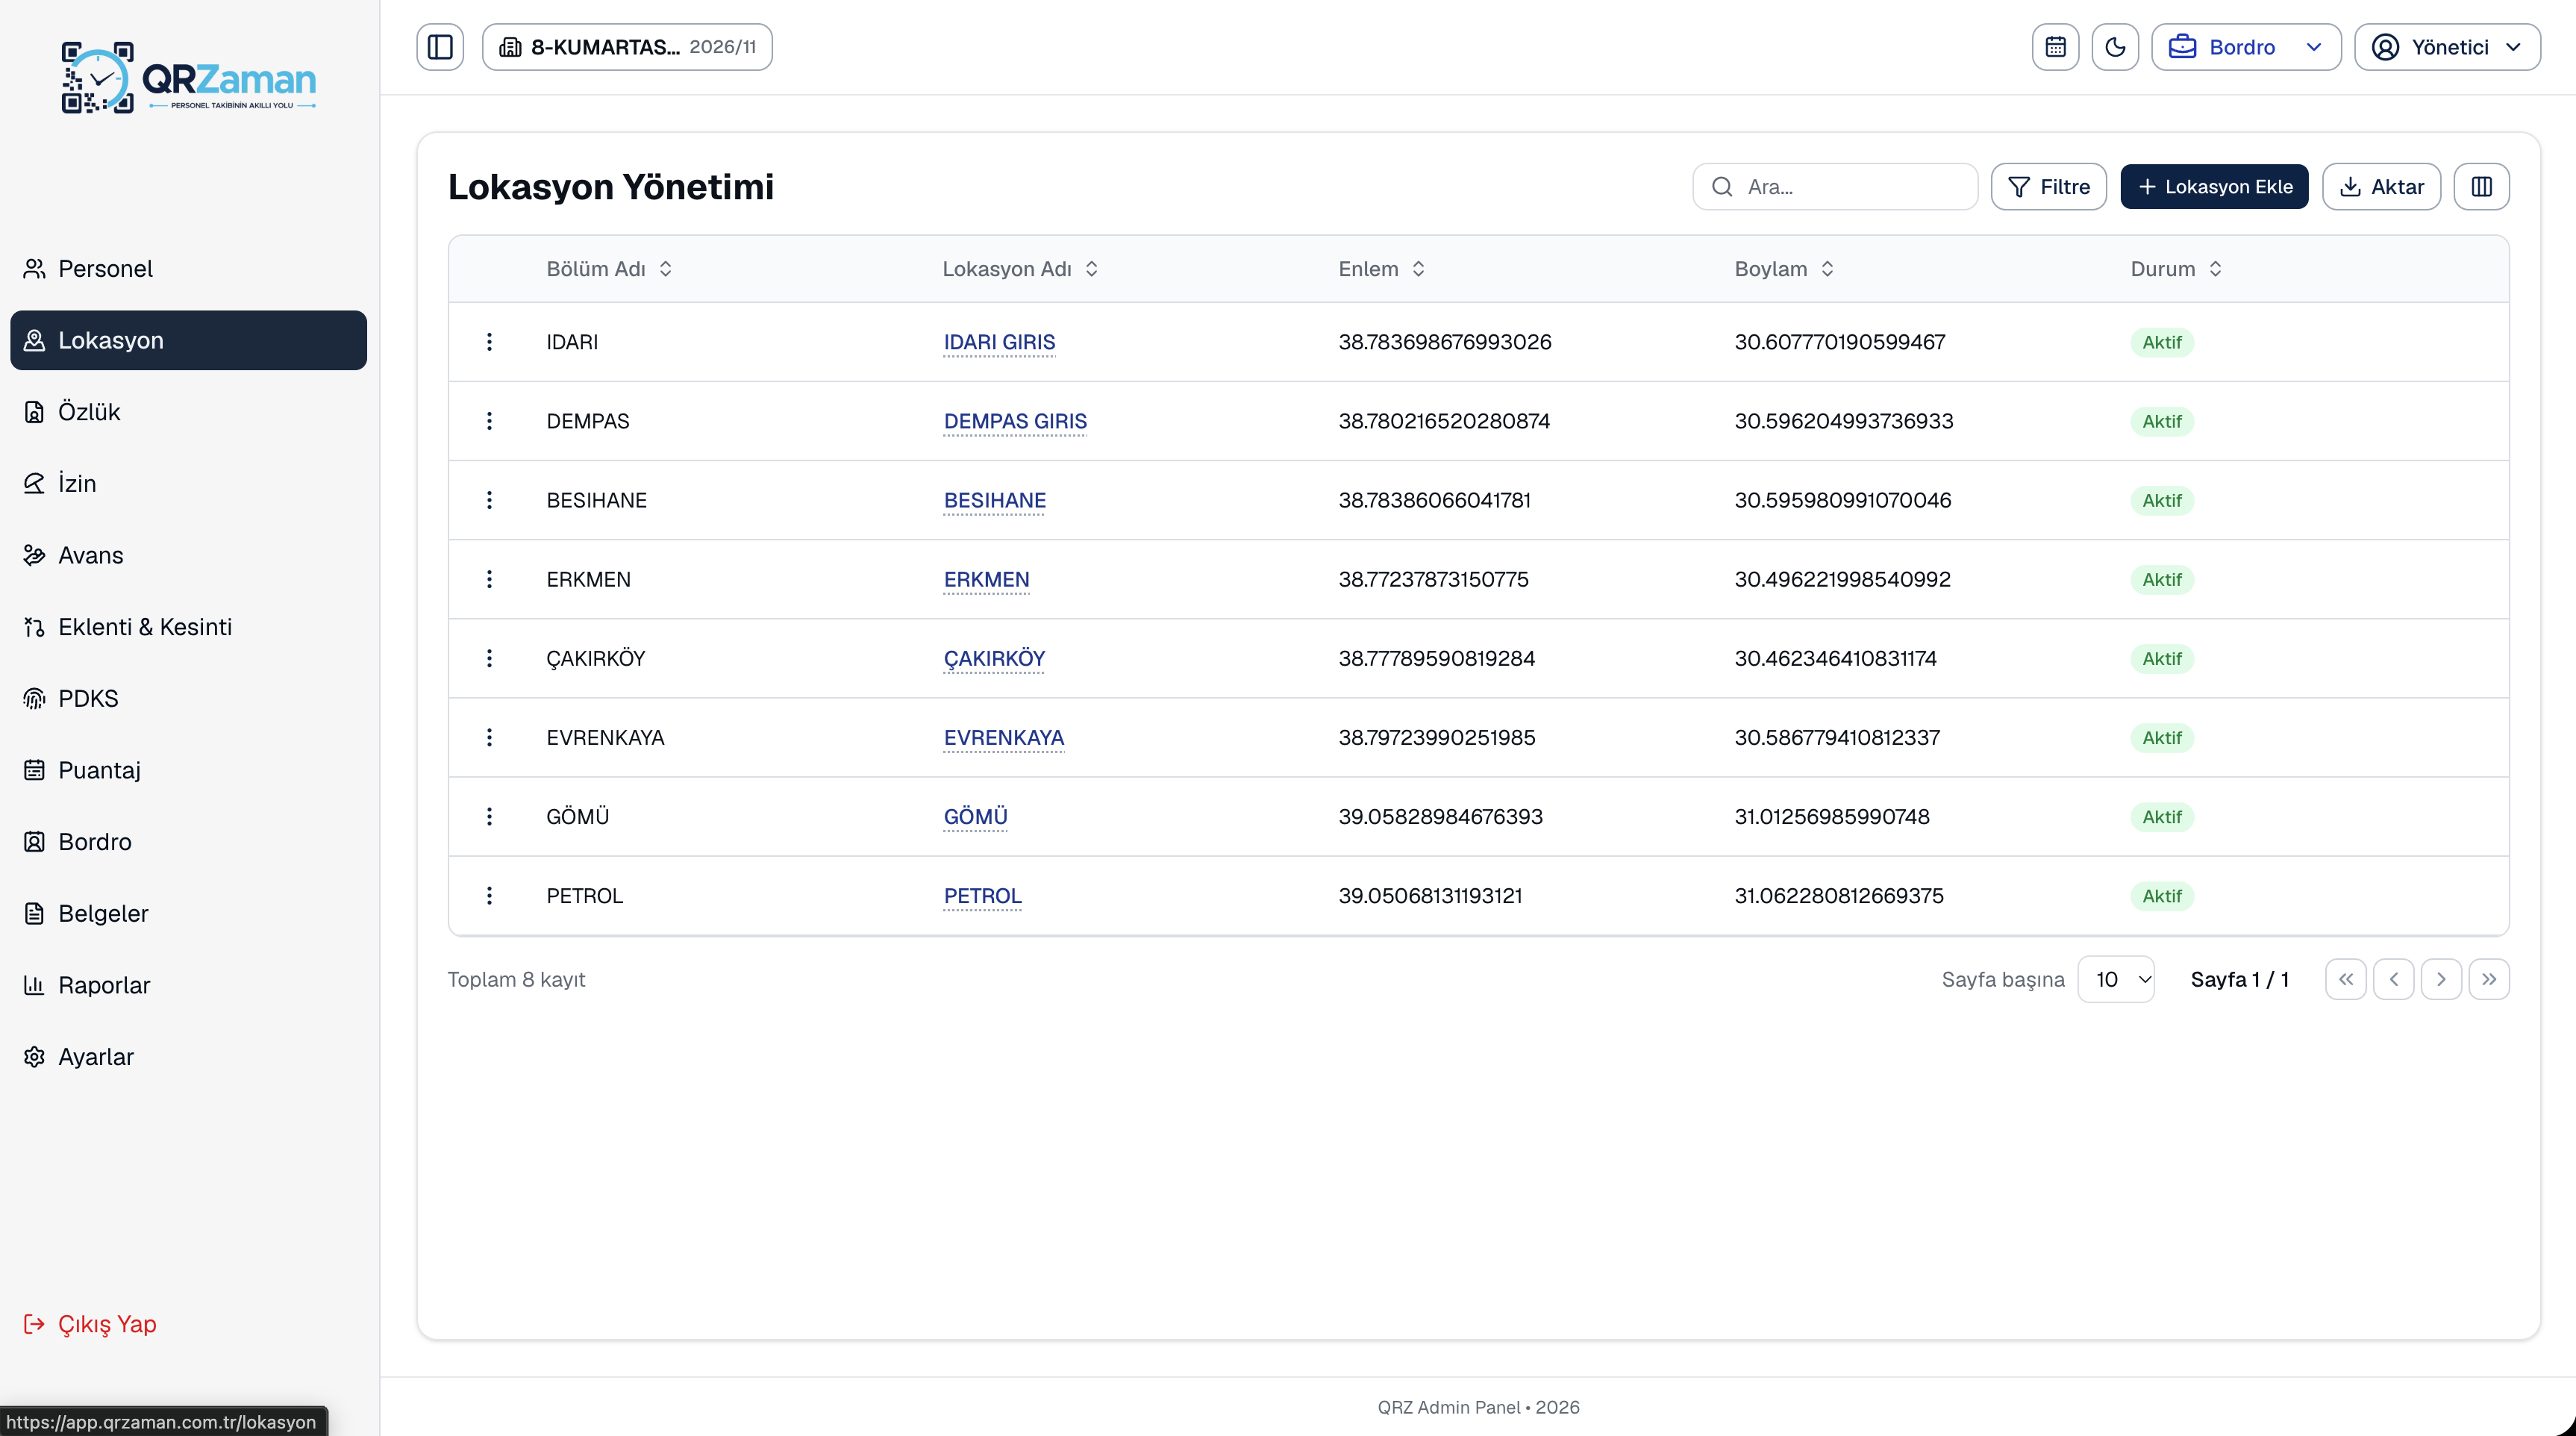 QRZaman
PERSONEL TAKİBİNİN AKILLI YOLU
8-KUMARTAS... 2026/11
Bordro
Yönetici
Personel
Lokasyon
Özlük
İzin
Avans
Eklenti & Kesinti
PDKS
Puantaj
Bordro
Belgeler
Raporlar
Ayarlar
Çıkış Yap
https://app.qrzaman.com.tr/lokasyon
Lokasyon Yönetimi
Ara...
Filtre
+ Lokasyon Ekle
Aktar
Bölüm Adı Lokasyon Adı Enlem Boylam Durum
IDARI IDARI GIRIS 38.783698676993026 30.607770190599467 Aktif
DEMPAS DEMPAS GIRIS 38.780216520280874 30.596204993736933 Aktif
BESIHANE BESIHANE 38.78386066041781 30.595980991070046 Aktif
ERKMEN ERKMEN 38.77237873150775 30.496221998540992 Aktif
ÇAKIRKÖY ÇAKIRKÖY 38.77789590819284 30.462346410831174 Aktif
EVRENKAYA EVRENKAYA 38.79723990251985 30.586779410812337 Aktif
GÖMÜ GÖMÜ 39.05828984676393 31.01256985990748 Aktif
PETROL PETROL 39.05068131193121 31.062280812669375 Aktif
Toplam 8 kayıt
Sayfa başına 10 Sayfa 1 / 1
QRZ Admin Panel • 2026